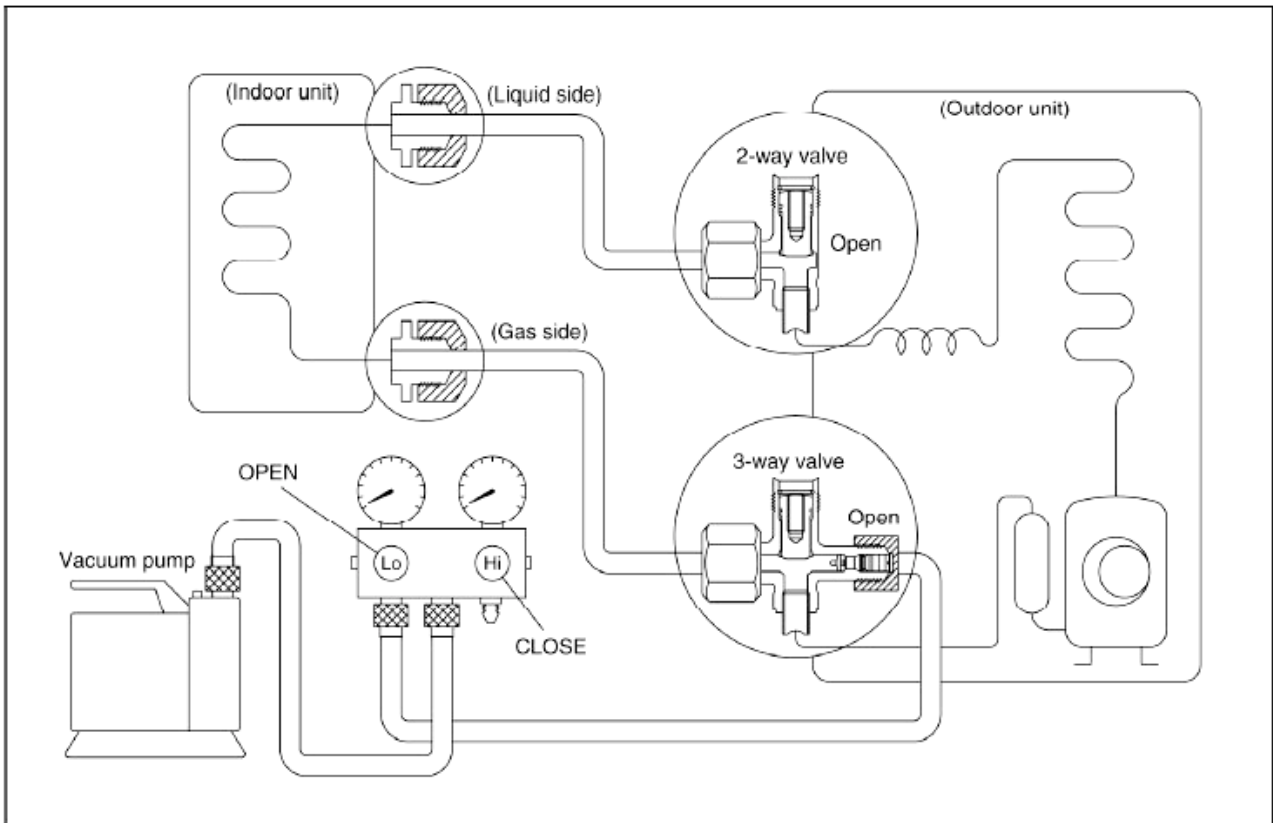 (Indoor unit)
(Liquid side)
(Outdoor unit)
2-way valve
Open
(Gas side)
3-way valve
OPEN
Open
Vacuum pump
Lo
Hi
CLOSE